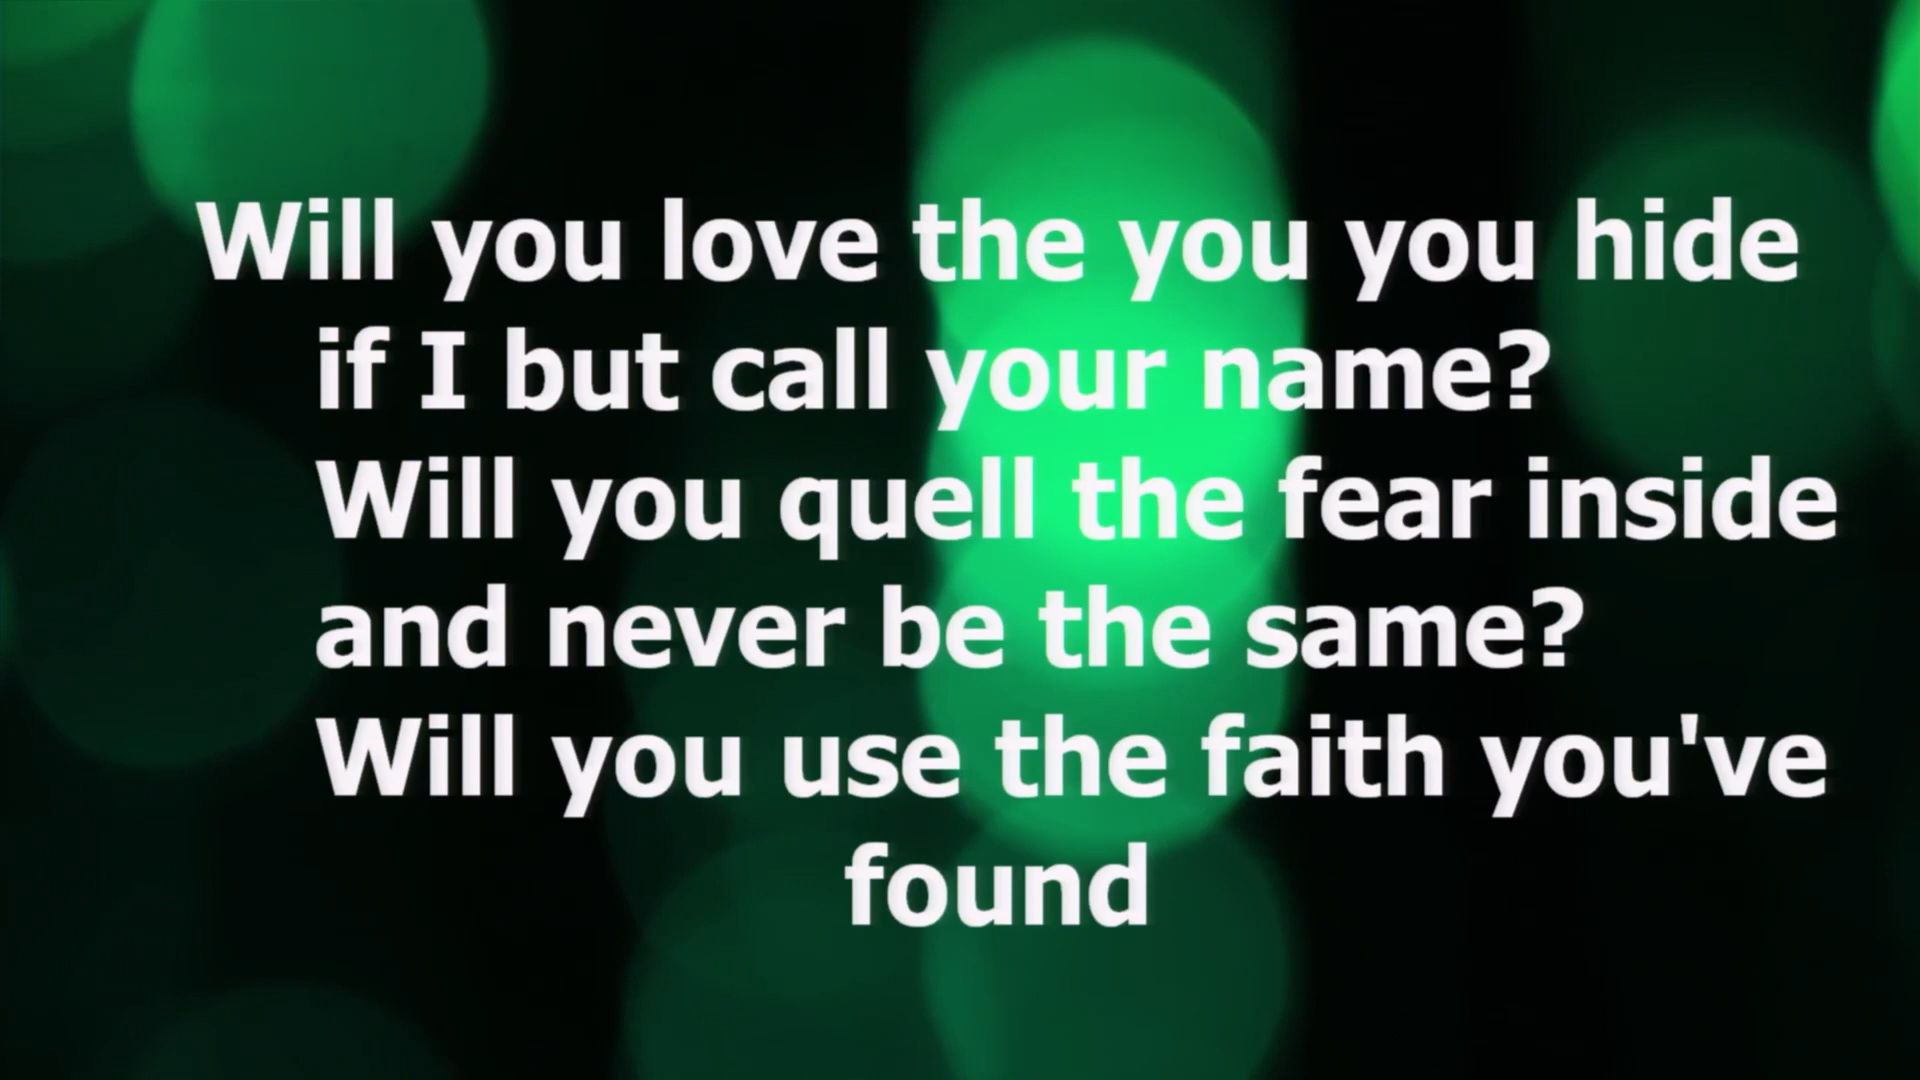 Will you love the you you hide
if I but call your name?
Will you quell the fear inside
and never be the same?
Will you use the faith you've
found